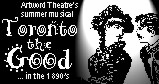 Artword Theatre's
summer musical
Toronto
the
Good
... in the 1890's